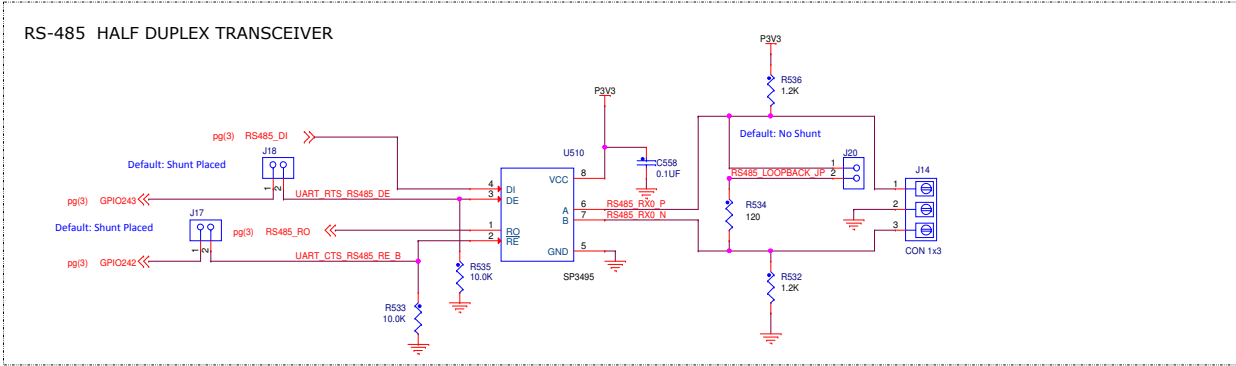 RS-485 HALF DUPLEX TRANSCEIVER
P3V3
R536
1.2K
P3V3
pg(3) RS485_DI
Default: No Shunt
J18
Default: Shunt Placed
U510
C558
0.1UF
J20
J14
1
2
RS485_LOOPBACK_JP
8
VCC
1
2
UART_RTS_RS485_DE
4
DI
3
DE
pg(3) GPIO243
6
A
RS485_RX0_P
7
B
RS485_RX0_N
R534
120
1
2
3
CON 1x3
J17
Default: Shunt Placed
pg(3) RS485_RO
1
RO
2
RE
5
GND
1
2
UART_CTS_RS485_RE_B
pg(3) GPIO242
R535
10.0K
SP3495
R532
1.2K
R533
10.0K